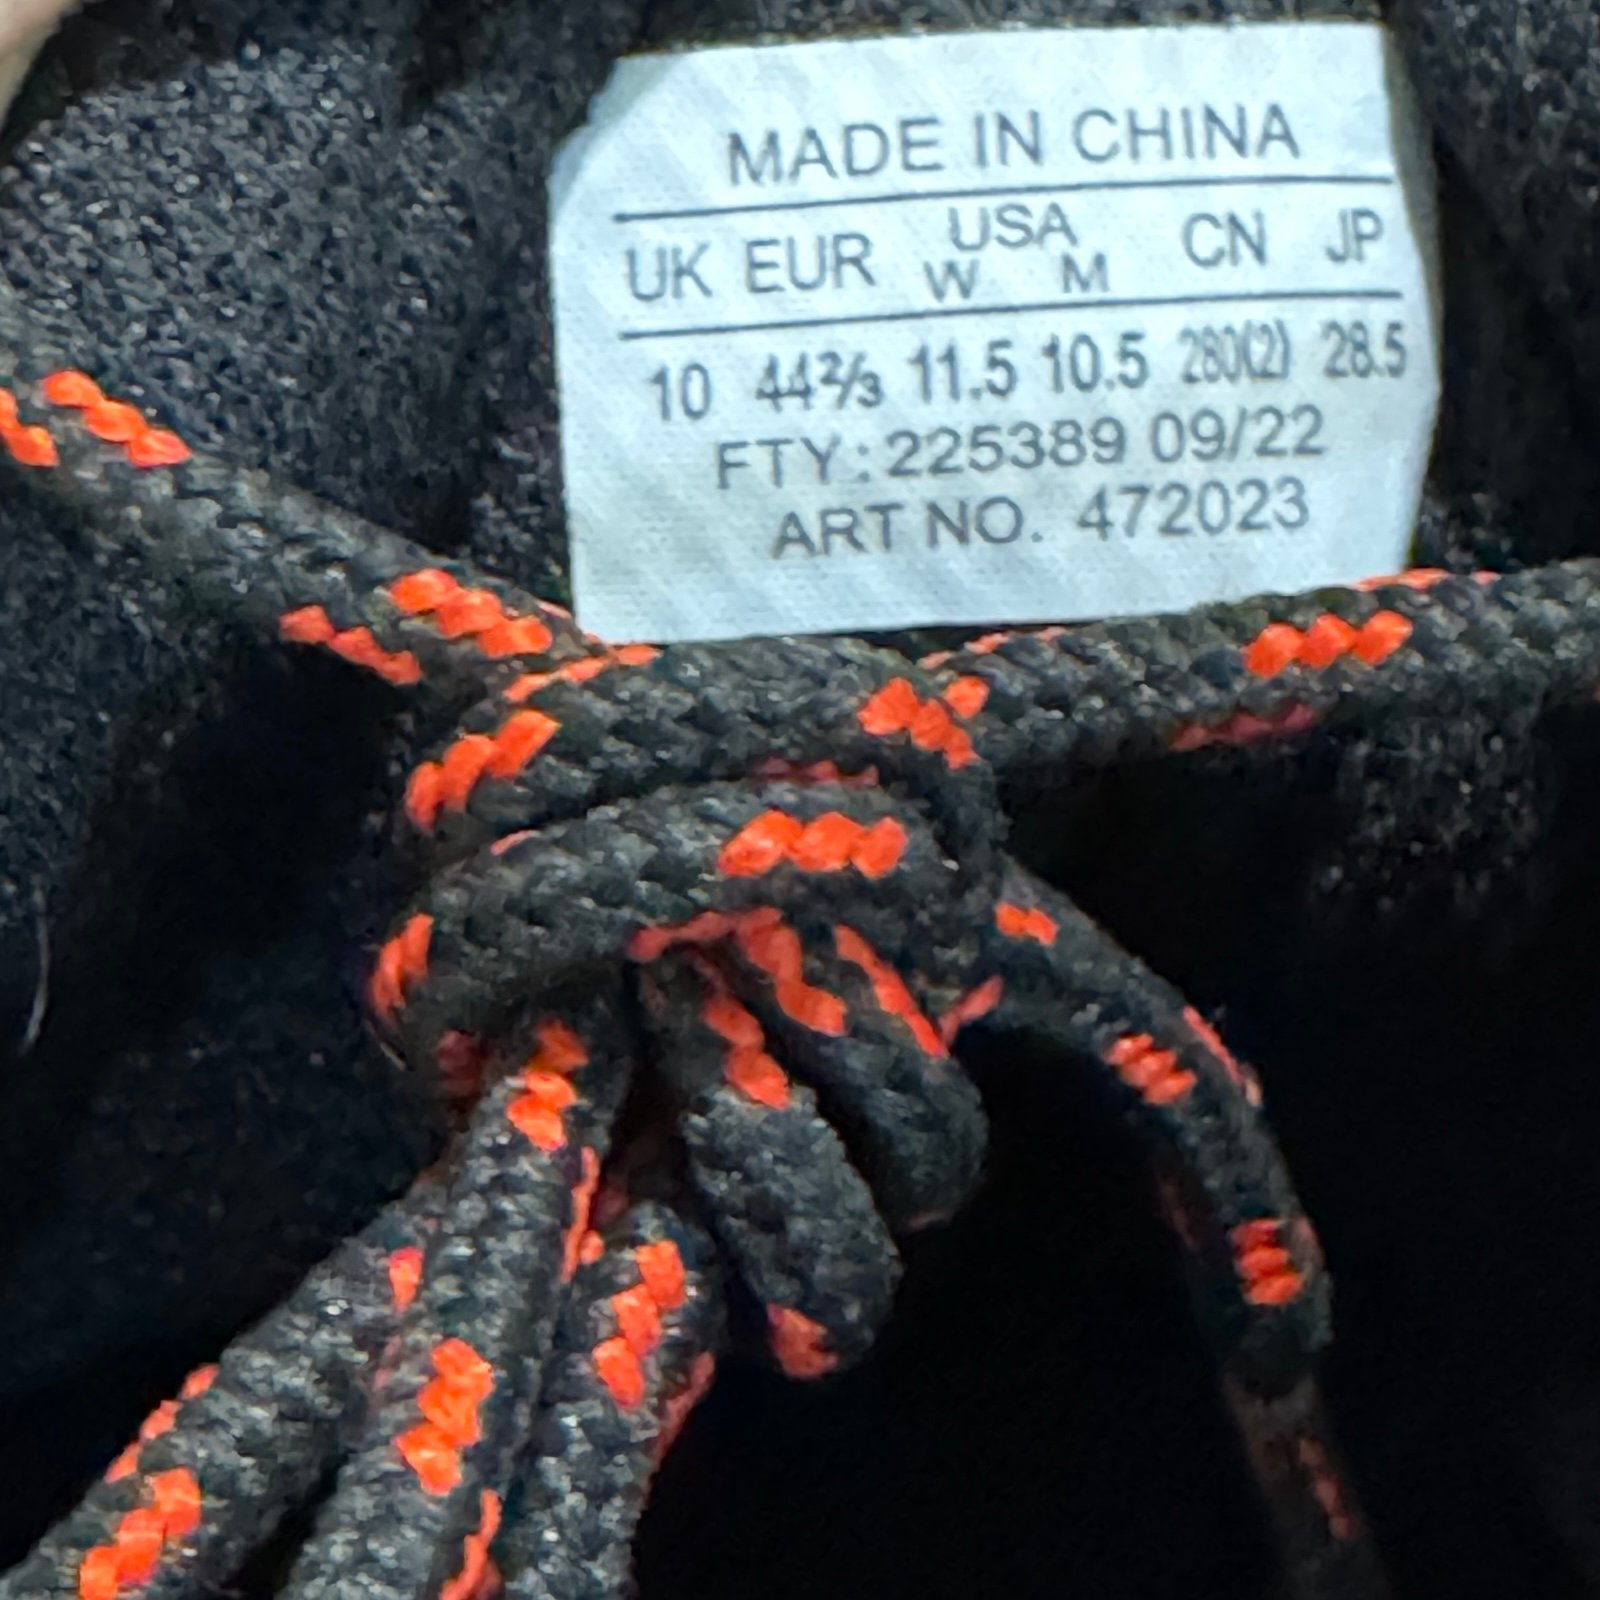 MADE IN CHINA
UK EUR USA CN JP
W M
10 44⅔ 11.5 10.5 280(2) 28.5
FTY: 225389 09/22
ART NO. 472023